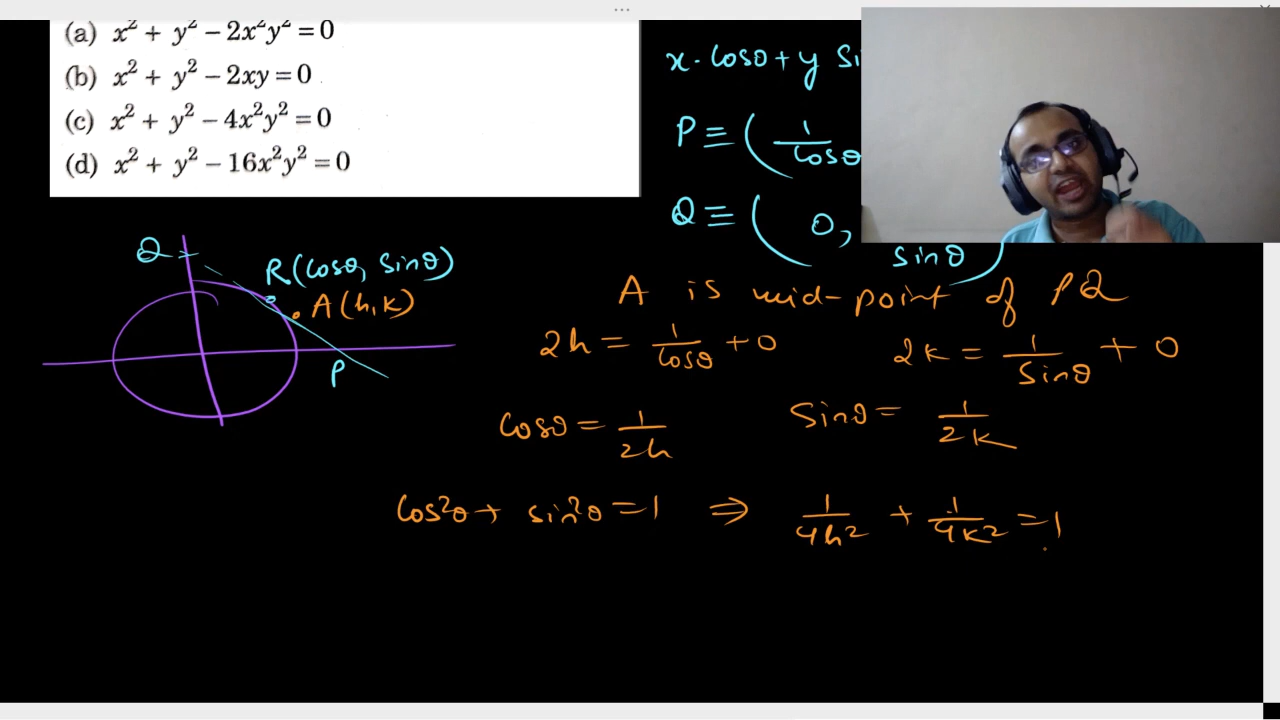 (a) x² + y² − 2x²y² = 0
(b) x² + y² − 2xy = 0
(c) x² + y² − 4x²y² = 0
(d) x² + y² − 16x²y² = 0
x · cosθ + y Si
P ≡ ( 1/cosθ
Q ≡ ( 0, sinθ )
Q
R(cosθ, sinθ)
A(h,k)
P
A is mid-point of PQ
2h = 1/cosθ + 0 2k = 1/sinθ + 0
cosθ = 1/2h sinθ = 1/2k
cos²θ + sin²θ = 1 ⇒ 1/4h² + 1/4k² = 1